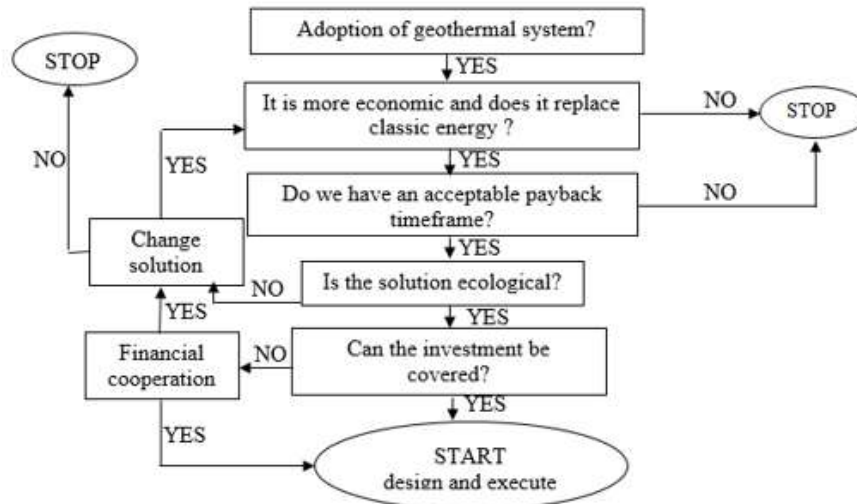 Adoption of geothermal system?
STOP
YES
It is more economic and does it replace
classic energy ?
NO
STOP
NO
YES
YES
Do we have an acceptable payback
timeframe?
NO
Change
solution
YES
Is the solution ecological?
NO
YES
YES
Financial
cooperation
NO
Can the investment be
covered?
YES
YES
START
design and execute